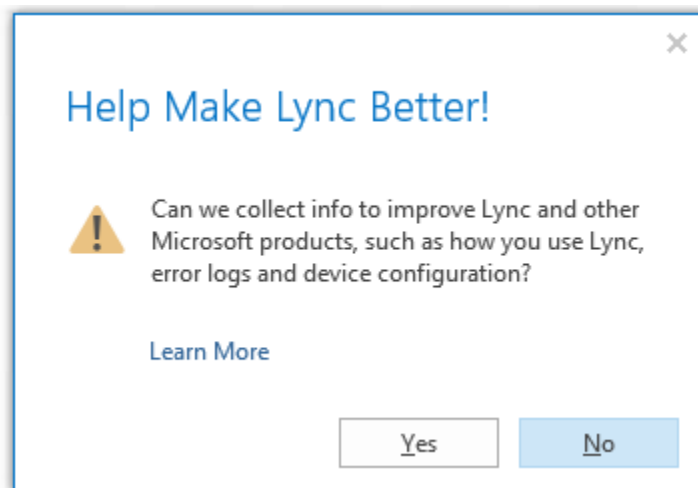 Help Make Lync Better!
Can we collect info to improve Lync and other
Microsoft products, such as how you use Lync,
error logs and device configuration?
Learn More
Yes No